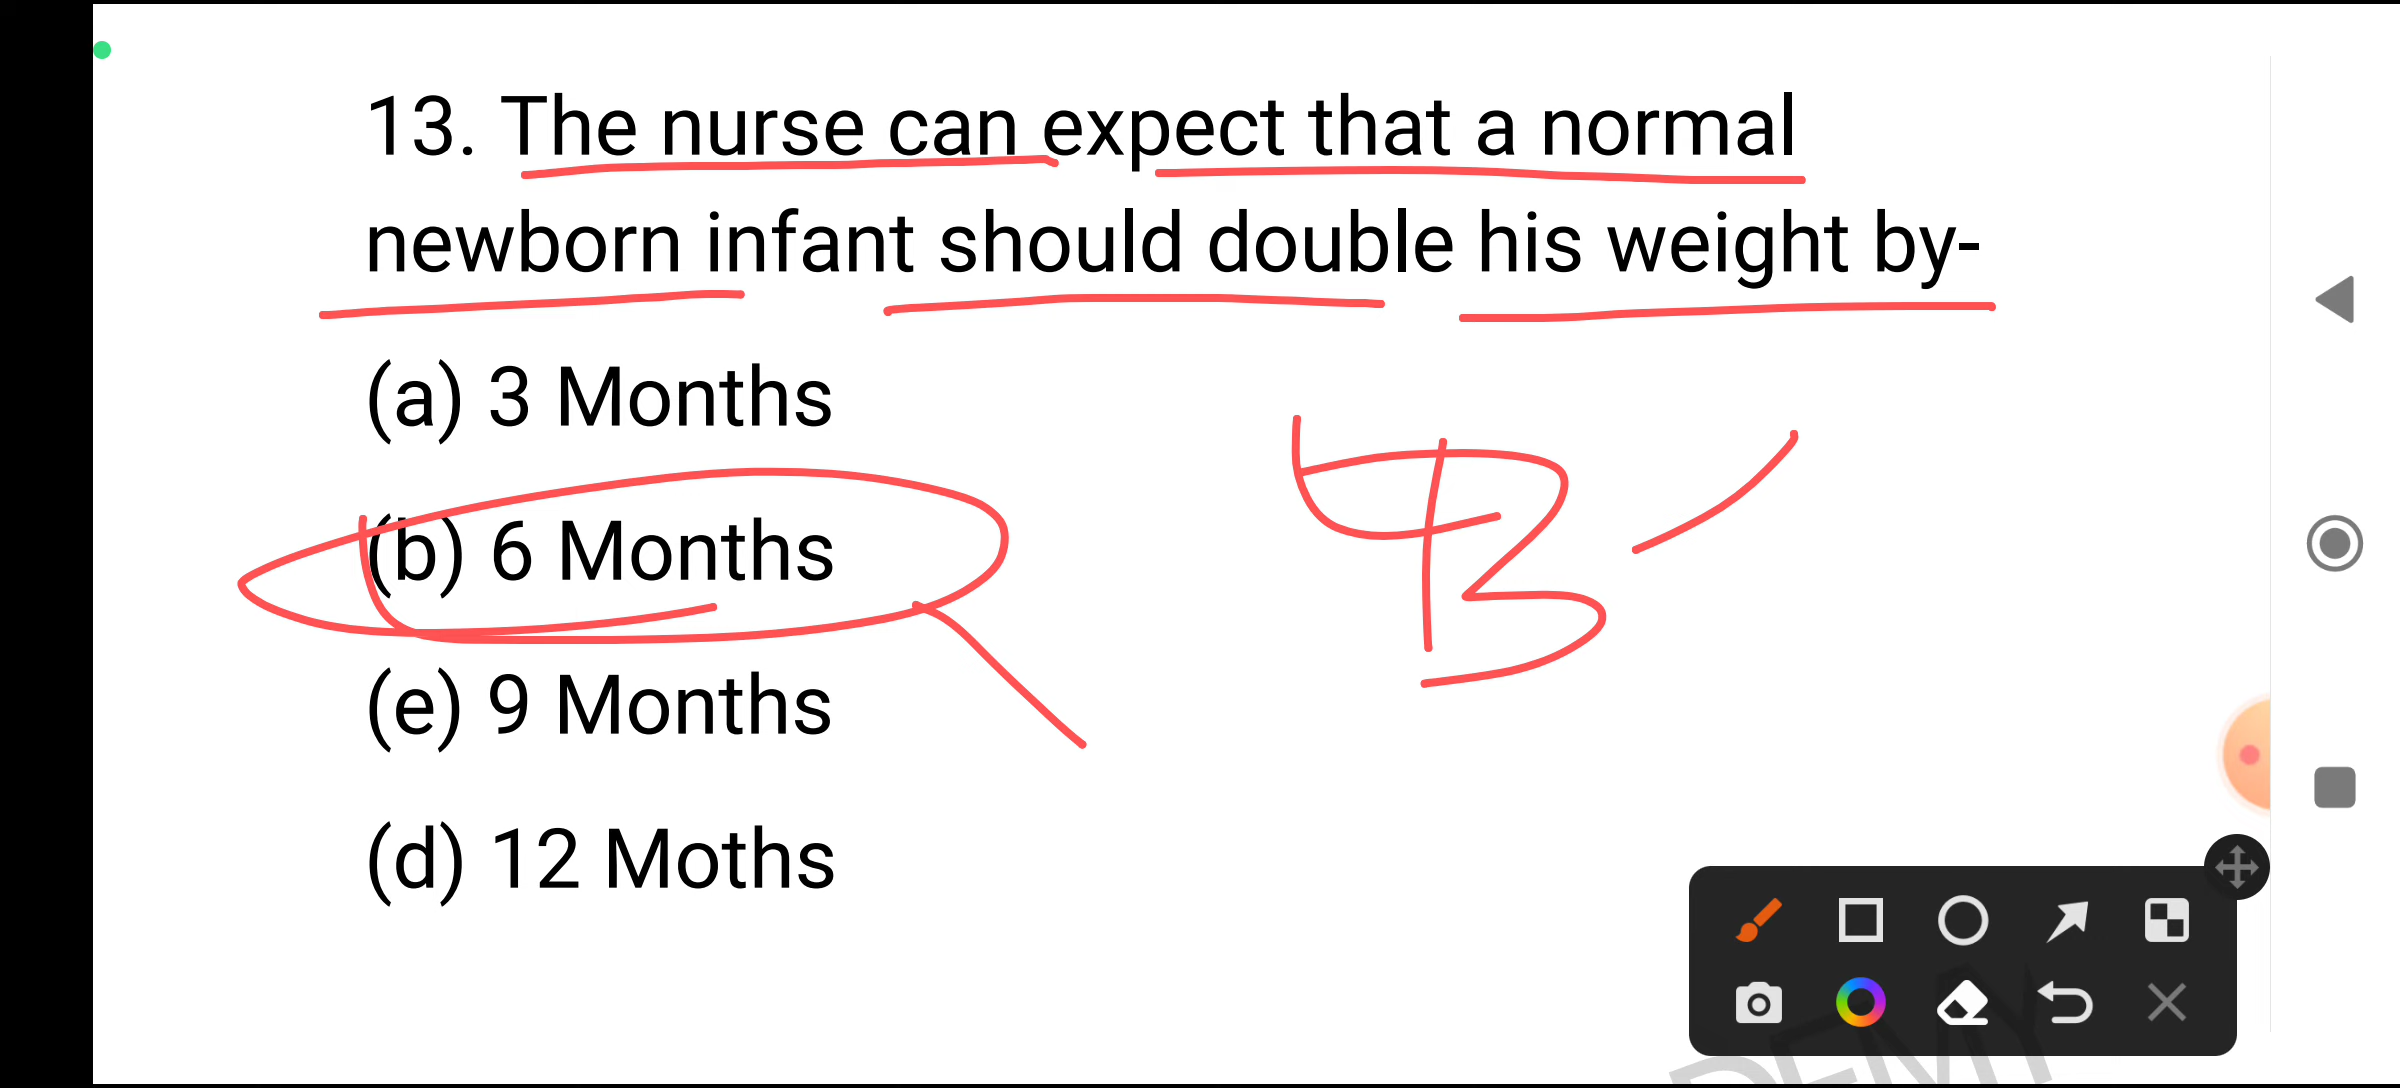 13. The nurse can expect that a normal
newborn infant should double his weight by-
(a) 3 Months
(b) 6 Months
(e) 9 Months
(d) 12 Moths
B